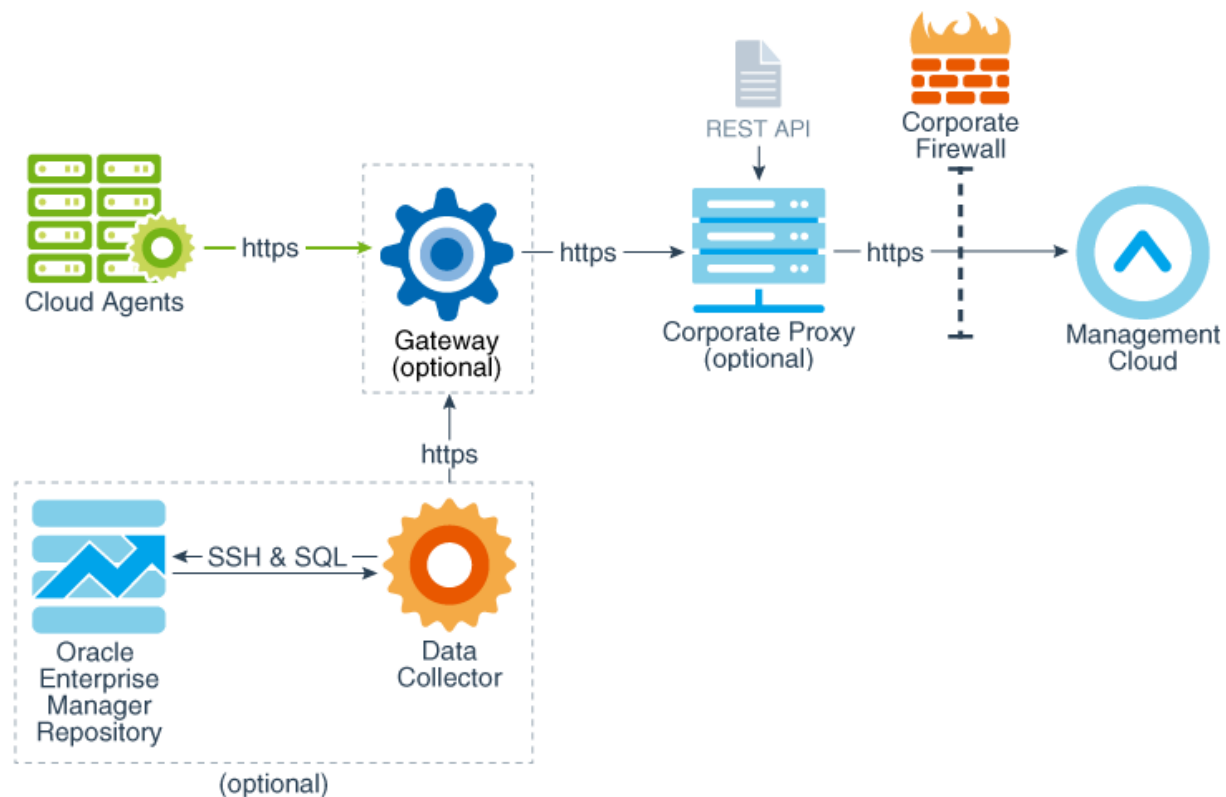 REST API
Corporate
Firewall
https
https
https
Cloud Agents
Gateway
(optional)
Corporate Proxy
(optional)
Management
Cloud
https
SSH & SQL
Oracle
Enterprise
Manager
Repository
Data
Collector
(optional)